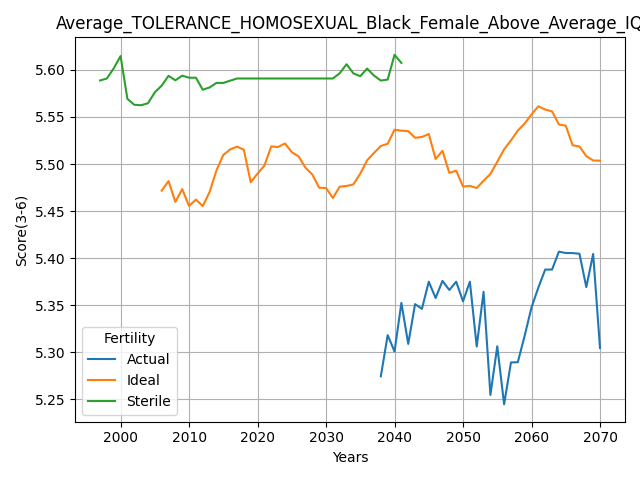 Average_TOLERANCE_HOMOSEXUAL_Black_Female_Above_Average_IQ
Score(3-6)
5.60
5.55
5.50
5.45
5.40
5.35
5.30
5.25
Fertility
Actual
Ideal
Sterile
2000 2010 2020 2030 2040 2050 2060 2070
Years